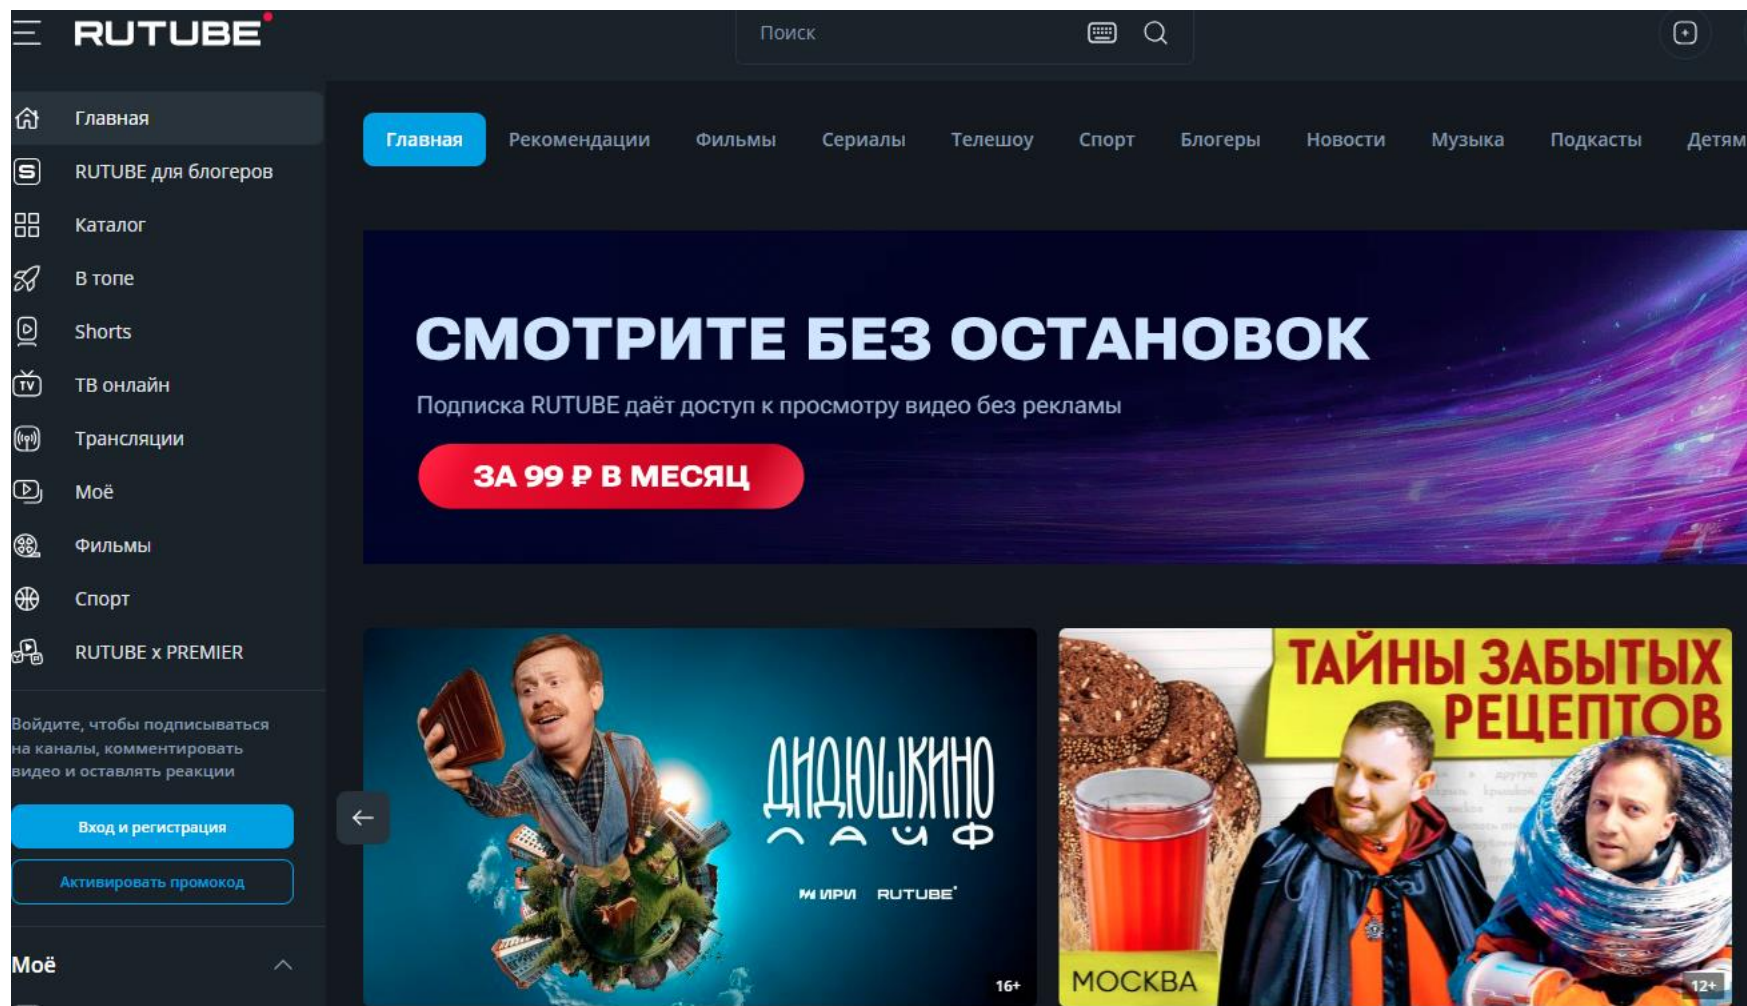 RUTUBE
Поиск
Главная
RUTUBE для блогеров
Каталог
В топе
Shorts
TV
ТВ онлайн
Трансляции
Моё
Фильмы
Спорт
RUTUBE x PREMIER
Войдите, чтобы подписываться
на каналы, комментировать
видео и оставлять реакции
Вход и регистрация
Активировать промокод
Моё
Главная Рекомендации Фильмы Сериалы Телешоу Спорт Блогеры Новости Музыка Подкасты Детям
СМОТРИТЕ БЕЗ ОСТАНОВОК
Подписка RUTUBE даёт доступ к просмотру видео без рекламы
ЗА 99 ₽ В МЕСЯЦ
ДИДЮШКИНО
ЛАЙФ
ИРИ RUTUBE
16+
ТАЙНЫ ЗАБЫТЫХ
РЕЦЕПТОВ
МОСКВА
12+